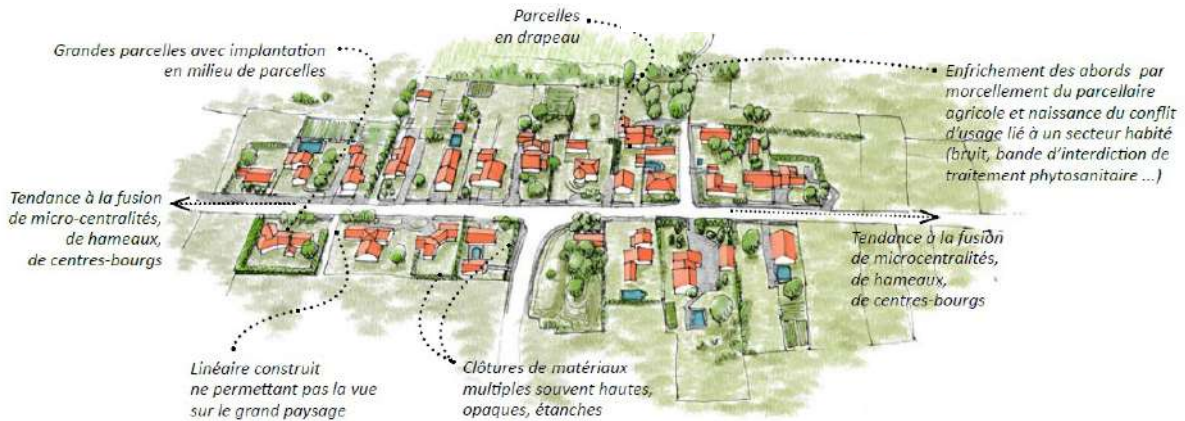 Parcelles
en drapeau
Grandes parcelles avec implantation
en milieu de parcelles
Enfrichement des abords par
morcellement du parcellaire
agricole et naissance du conflit
d'usage lié à un secteur habité
(bruit, bande d'interdiction de
traitement phytosanitaire ...)
Tendance à la fusion
de micro-centralités,
de hameaux,
de centres-bourgs
Tendance à la fusion
de microcentralités,
de hameaux,
de centres-bourgs
Linéaire construit
ne permettant pas la vue
sur le grand paysage
Clôtures de matériaux
multiples souvent hautes,
opaques, étanches